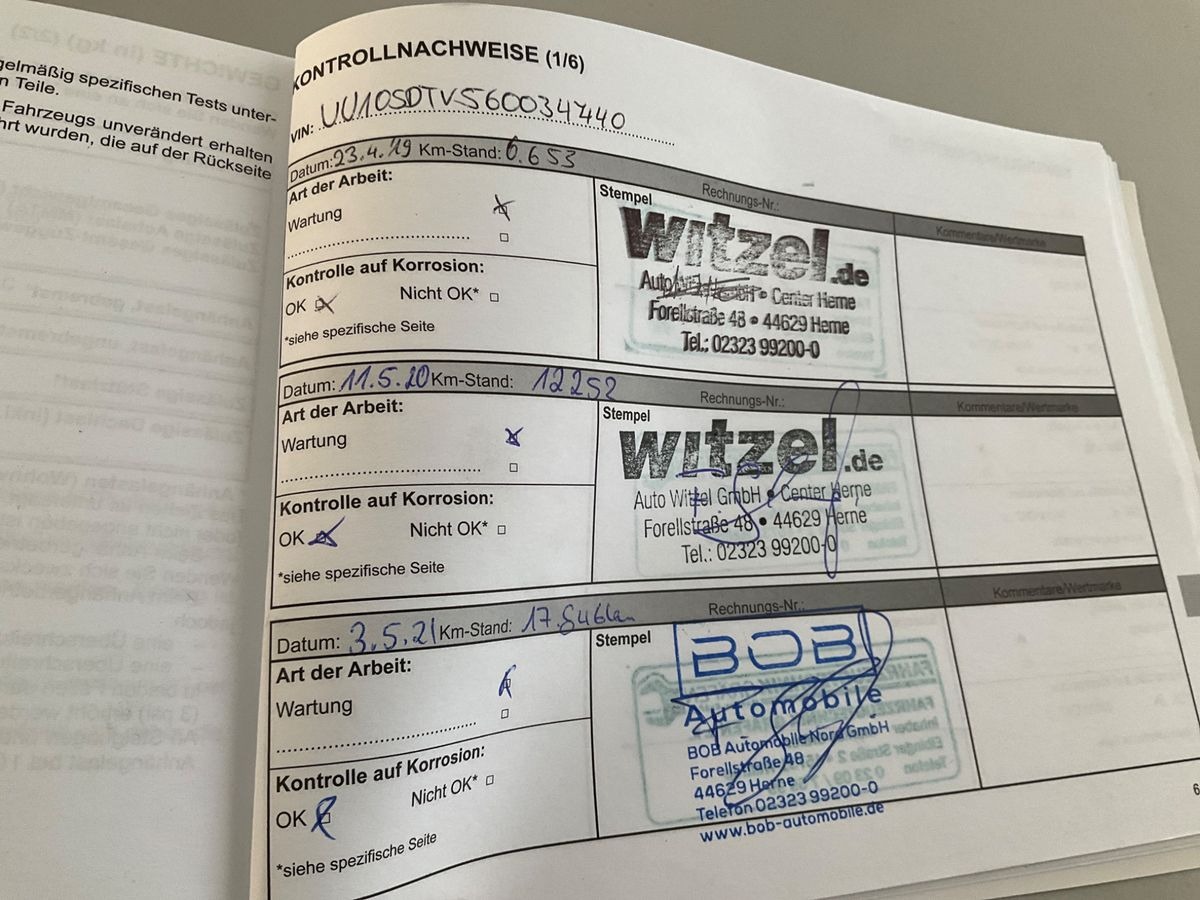 gelmäßig spezifischen Tests unter-
n Teile.
Fahrzeugs unverändert erhalten
hrt wurden, die auf der Rückseite
KONTROLLNACHWEISE (1/6)
VIN: UU10SDTVS60034740
Datum: 23.4.19 Km-Stand: 6.653 Rechnungs-Nr.: Kommentare/Wertmarke
Art der Arbeit:
Wartung
Kontrolle auf Korrosion:
OK Nicht OK*
*siehe spezifische Seite
Stempel
witzel.de
Auto Center Herne
Forellstraße 48 • 44629 Herne
Tel.: 02323 99200-0
Datum: 11.5.20 Km-Stand: 12252 Rechnungs-Nr.: Kommentare/Wertmarke
Art der Arbeit:
Wartung
Kontrolle auf Korrosion:
OK Nicht OK*
*siehe spezifische Seite
Stempel
witzel.de
Auto Witzel GmbH • Center Herne
Forellstraße 48 • 44629 Herne
Tel.: 02323 99200-0
Datum: 3.5.21 Km-Stand: Rechnungs-Nr.: Kommentare/Wertmarke
Art der Arbeit:
Wartung
Kontrolle auf Korrosion:
OK Nicht OK*
*siehe spezifische Seite
Stempel
BOB
Automobile
BOB Automobile Nord GmbH
Forellstraße 48
44629 Herne
Telefon 02323 99200-0
www.bob-automobile.de
6